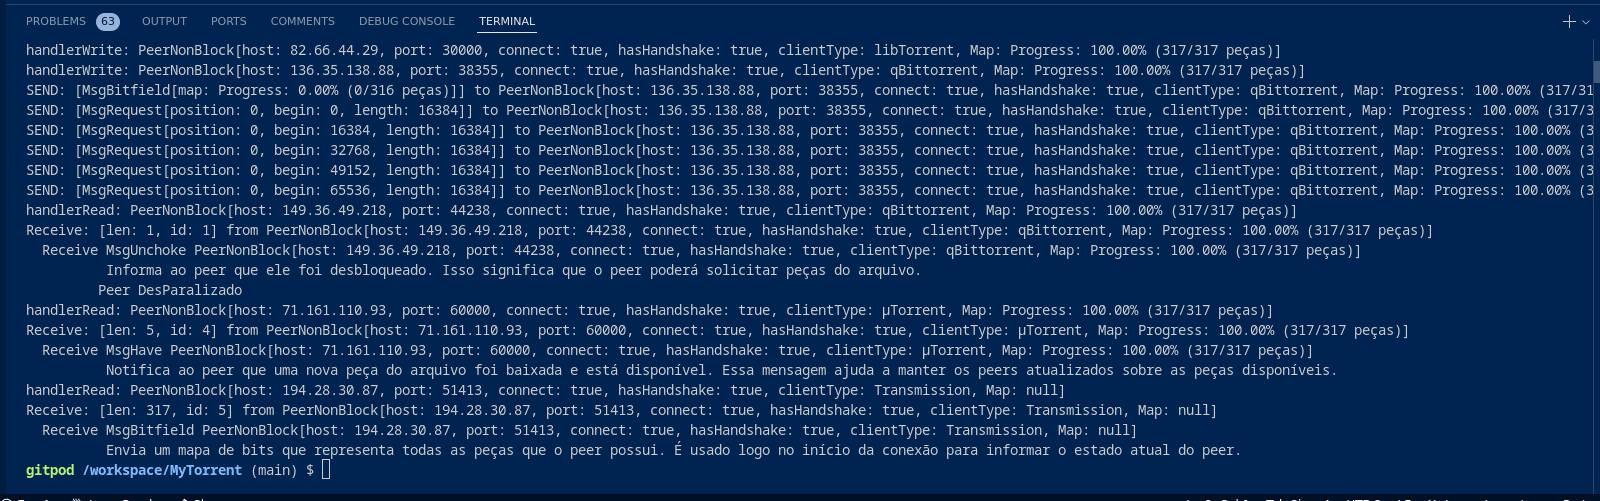 PROBLEMS 63 OUTPUT PORTS COMMENTS DEBUG CONSOLE TERMINAL
handlerWrite: PeerNonBlock[host: 82.66.44.29, port: 30000, connect: true, hasHandshake: true, clientType: libTorrent, Map: Progress: 100.00% (317/317 peças)]
handlerWrite: PeerNonBlock[host: 136.35.138.88, port: 38355, connect: true, hasHandshake: true, clientType: qBittorrent, Map: Progress: 100.00% (317/317 peças)]
SEND: [MsgBitfield[map: Progress: 0.00% (0/316 peças)]] to PeerNonBlock[host: 136.35.138.88, port: 38355, connect: true, hasHandshake: true, clientType: qBittorrent, Map: Progress: 100.00% (317/31
SEND: [MsgRequest[position: 0, begin: 0, length: 16384]] to PeerNonBlock[host: 136.35.138.88, port: 38355, connect: true, hasHandshake: true, clientType: qBittorrent, Map: Progress: 100.00% (317/3
SEND: [MsgRequest[position: 0, begin: 16384, length: 16384]] to PeerNonBlock[host: 136.35.138.88, port: 38355, connect: true, hasHandshake: true, clientType: qBittorrent, Map: Progress: 100.00% (3
SEND: [MsgRequest[position: 0, begin: 32768, length: 16384]] to PeerNonBlock[host: 136.35.138.88, port: 38355, connect: true, hasHandshake: true, clientType: qBittorrent, Map: Progress: 100.00% (3
SEND: [MsgRequest[position: 0, begin: 49152, length: 16384]] to PeerNonBlock[host: 136.35.138.88, port: 38355, connect: true, hasHandshake: true, clientType: qBittorrent, Map: Progress: 100.00% (3
SEND: [MsgRequest[position: 0, begin: 65536, length: 16384]] to PeerNonBlock[host: 136.35.138.88, port: 38355, connect: true, hasHandshake: true, clientType: qBittorrent, Map: Progress: 100.00% (3
handlerRead: PeerNonBlock[host: 149.36.49.218, port: 44238, connect: true, hasHandshake: true, clientType: qBittorrent, Map: Progress: 100.00% (317/317 peças)]
Receive: [len: 1, id: 1] from PeerNonBlock[host: 149.36.49.218, port: 44238, connect: true, hasHandshake: true, clientType: qBittorrent, Map: Progress: 100.00% (317/317 peças)]
Receive MsgUnchoke PeerNonBlock[host: 149.36.49.218, port: 44238, connect: true, hasHandshake: true, clientType: qBittorrent, Map: Progress: 100.00% (317/317 peças)]
Informa ao peer que ele foi desbloqueado. Isso significa que o peer poderá solicitar peças do arquivo.
Peer DesParalizado
handlerRead: PeerNonBlock[host: 71.161.110.93, port: 60000, connect: true, hasHandshake: true, clientType: µTorrent, Map: Progress: 100.00% (317/317 peças)]
Receive: [len: 5, id: 4] from PeerNonBlock[host: 71.161.110.93, port: 60000, connect: true, hasHandshake: true, clientType: µTorrent, Map: Progress: 100.00% (317/317 peças)]
Receive MsgHave PeerNonBlock[host: 71.161.110.93, port: 60000, connect: true, hasHandshake: true, clientType: µTorrent, Map: Progress: 100.00% (317/317 peças)]
Notifica ao peer que uma nova peça do arquivo foi baixada e está disponível. Essa mensagem ajuda a manter os peers atualizados sobre as peças disponíveis.
handlerRead: PeerNonBlock[host: 194.28.30.87, port: 51413, connect: true, hasHandshake: true, clientType: Transmission, Map: null]
Receive: [len: 317, id: 5] from PeerNonBlock[host: 194.28.30.87, port: 51413, connect: true, hasHandshake: true, clientType: Transmission, Map: null]
Receive MsgBitfield PeerNonBlock[host: 194.28.30.87, port: 51413, connect: true, hasHandshake: true, clientType: Transmission, Map: null]
Envia um mapa de bits que representa todas as peças que o peer possui. É usado logo no início da conexão para informar o estado atual do peer.
gitpod /workspace/MyTorrent (main) $